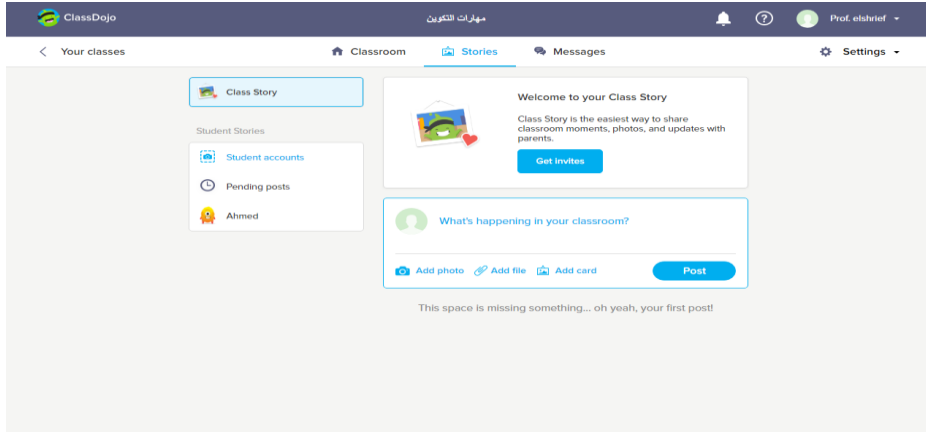 ClassDojo
مهارات التكوين
Prof. elshrief
Your classes
Classroom
Stories
Messages
Settings
Class Story
Student Stories
Student accounts
Pending posts
Ahmed
Welcome to your Class Story
Class Story is the easiest way to share
classroom moments, photos, and updates with
parents.
Get invites
What's happening in your classroom?
Add photo Add file Add card Post
This space is missing something... oh yeah, your first post!